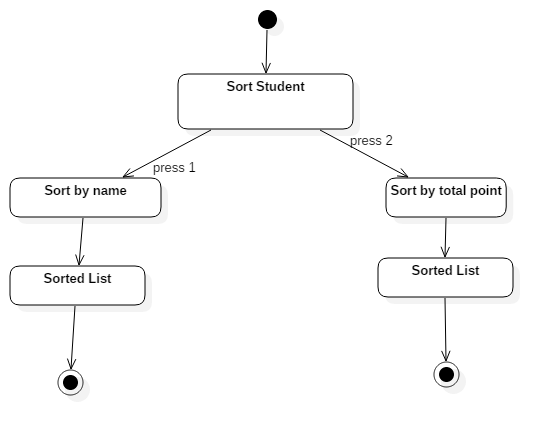 Sort Student
press 2
press 1
Sort by name
Sort by total point
Sorted List
Sorted List